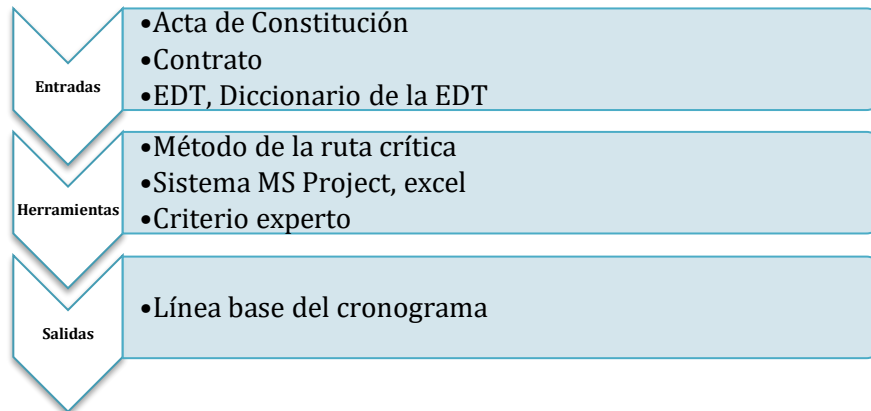 Entradas
•Acta de Constitución
•Contrato
•EDT, Diccionario de la EDT
Herramientas
•Método de la ruta crítica
•Sistema MS Project, excel
•Criterio experto
Salidas
•Línea base del cronograma